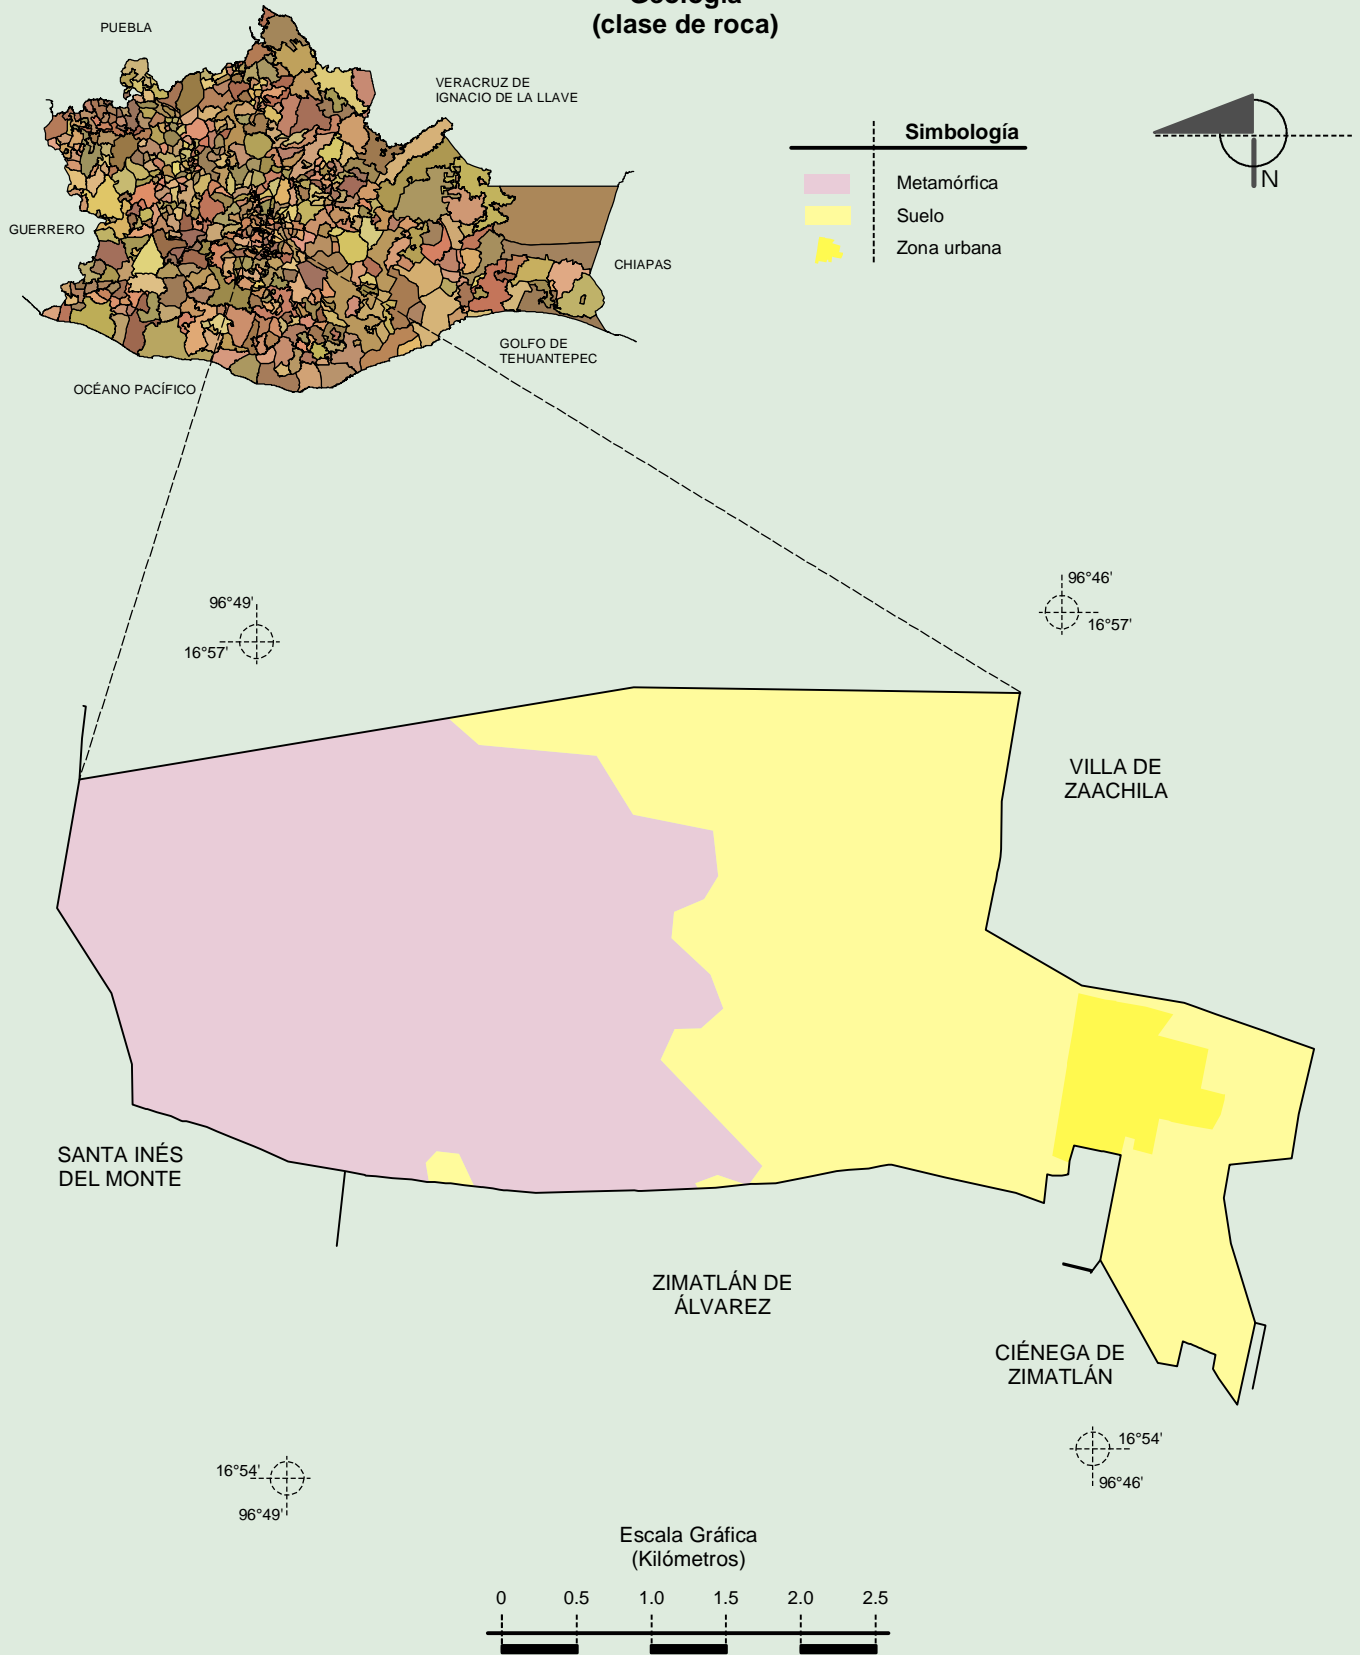 (clase de roca)
PUEBLA
VERACRUZ DE
IGNACIO DE LA LLAVE
GUERRERO
CHIAPAS
GOLFO DE
TEHUANTEPEC
OCÉANO PACÍFICO
Simbología
Metamórfica
Suelo
Zona urbana
N
96°49'
16°57'
96°46'
16°57'
VILLA DE
ZAACHILA
SANTA INÉS
DEL MONTE
ZIMATLÁN DE
ÁLVAREZ
CIÉNEGA DE
ZIMATLÁN
16°54'
96°49'
16°54'
96°46'
Escala Gráfica
(Kilómetros)
0 0.5 1.0 1.5 2.0 2.5